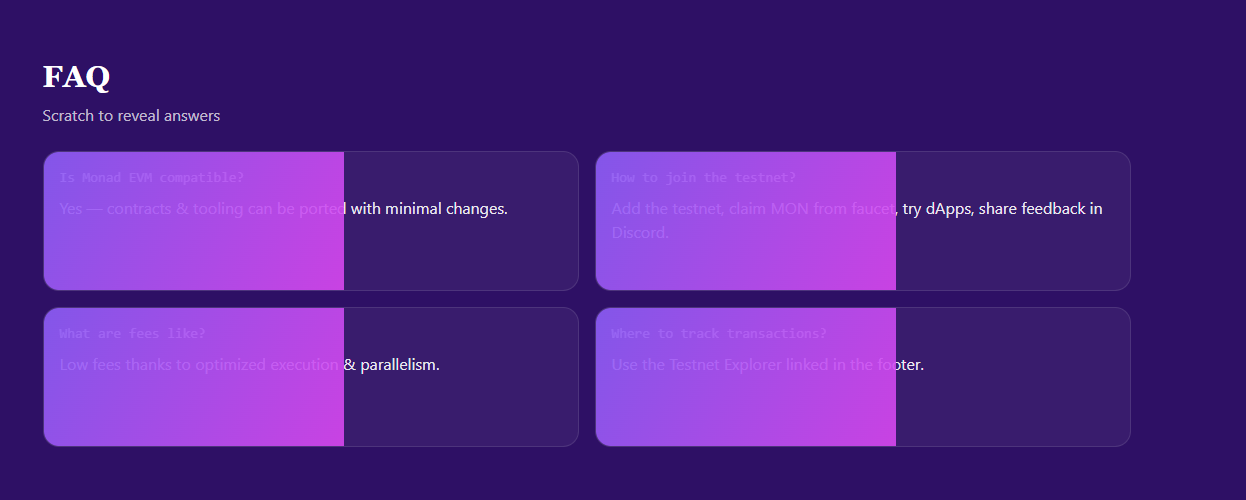 FAQ
Scratch to reveal answers
Is Monad EVM compatible?
Yes — contracts & tooling can be ported with minimal changes.
How to join the testnet?
Add the testnet, claim MON from faucet, try dApps, share feedback in
Discord.
What are fees like?
Low fees thanks to optimized execution & parallelism.
Where to track transactions?
Use the Testnet Explorer linked in the footer.